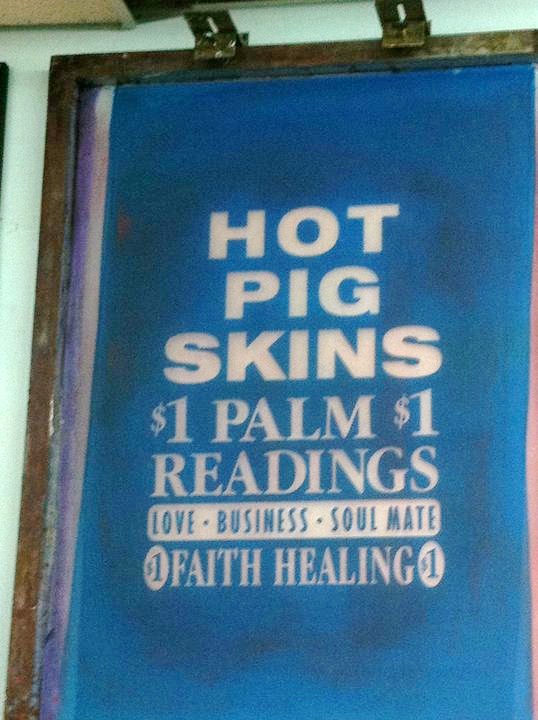 HOT
PIG
SKINS
$1 PALM $1
READINGS
LOVE • BUSINESS • SOUL MATE
$1 FAITH HEALING $1